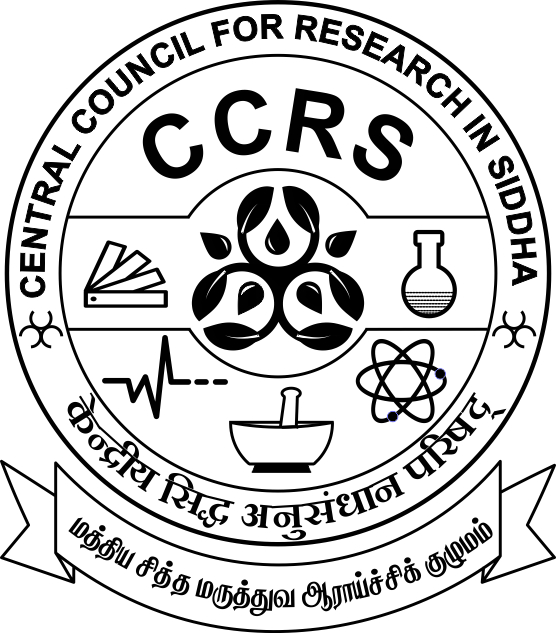 CENTRAL COUNCIL FOR RESEARCH IN SIDDHA
CCRS
केन्द्रीय सिद्ध अनुसंधान परिषद्
மத்திய சித்த மருத்துவ ஆராய்ச்சிக் குழுமம்